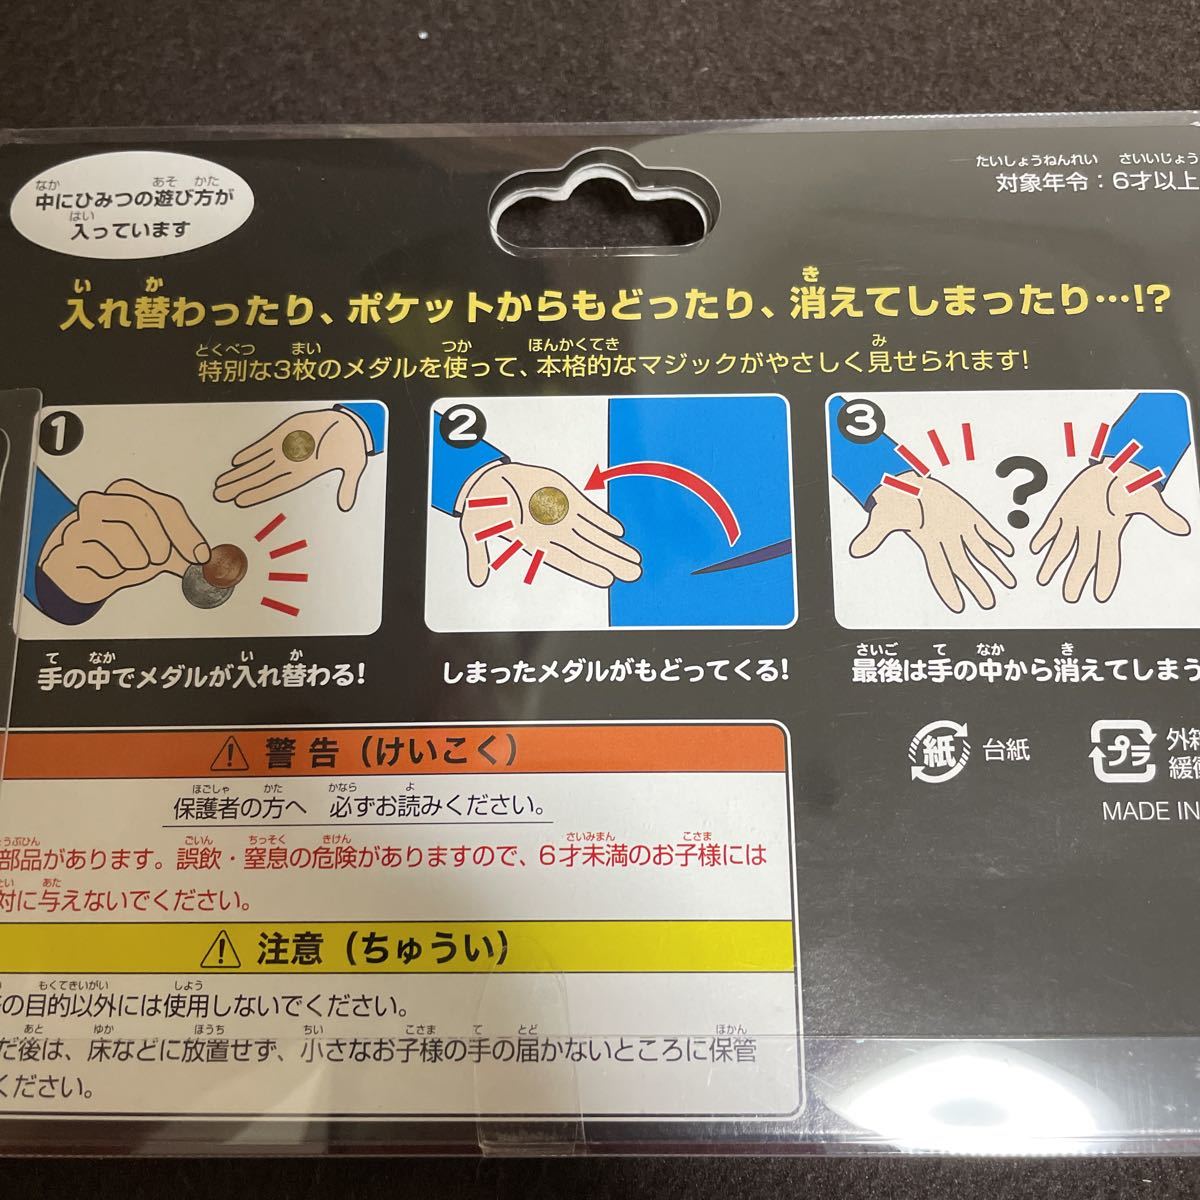 中にひみつの遊び方が
入っています
対象年令：6才以上
入れ替わったり、ポケットからもどったり、消えてしまったり…!?
特別な3枚のメダルを使って、本格的なマジックがやさしく見せられます!
1
2
3
?
手の中でメダルが入れ替わる!
しまったメダルがもどってくる!
最後は手の中から消えてしまう
紙 台紙
プラ 外箱
緩衝
MADE IN
警告（けいこく）
保護者の方へ 必ずお読みください。
部品があります。誤飲・窒息の危険がありますので、6才未満のお子様には
対に与えないでください。
注意（ちゅうい）
の目的以外には使用しないでください。
だ後は、床などに放置せず、小さなお子様の手の届かないところに保管
ください。